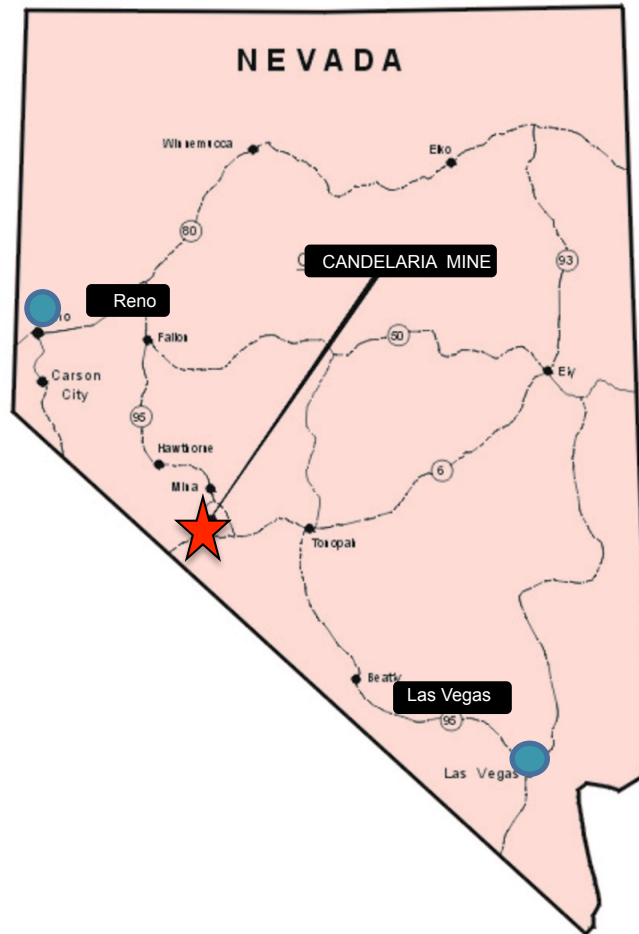 NEVADA
Winnemucca
Elko
80
CANDELARIA MINE
93
Reno
Fallon
50
Carson
City
Ely
95
Hawthorne
Mina
6
Tonopah
Beatty
Las Vegas
95
Las Vegas